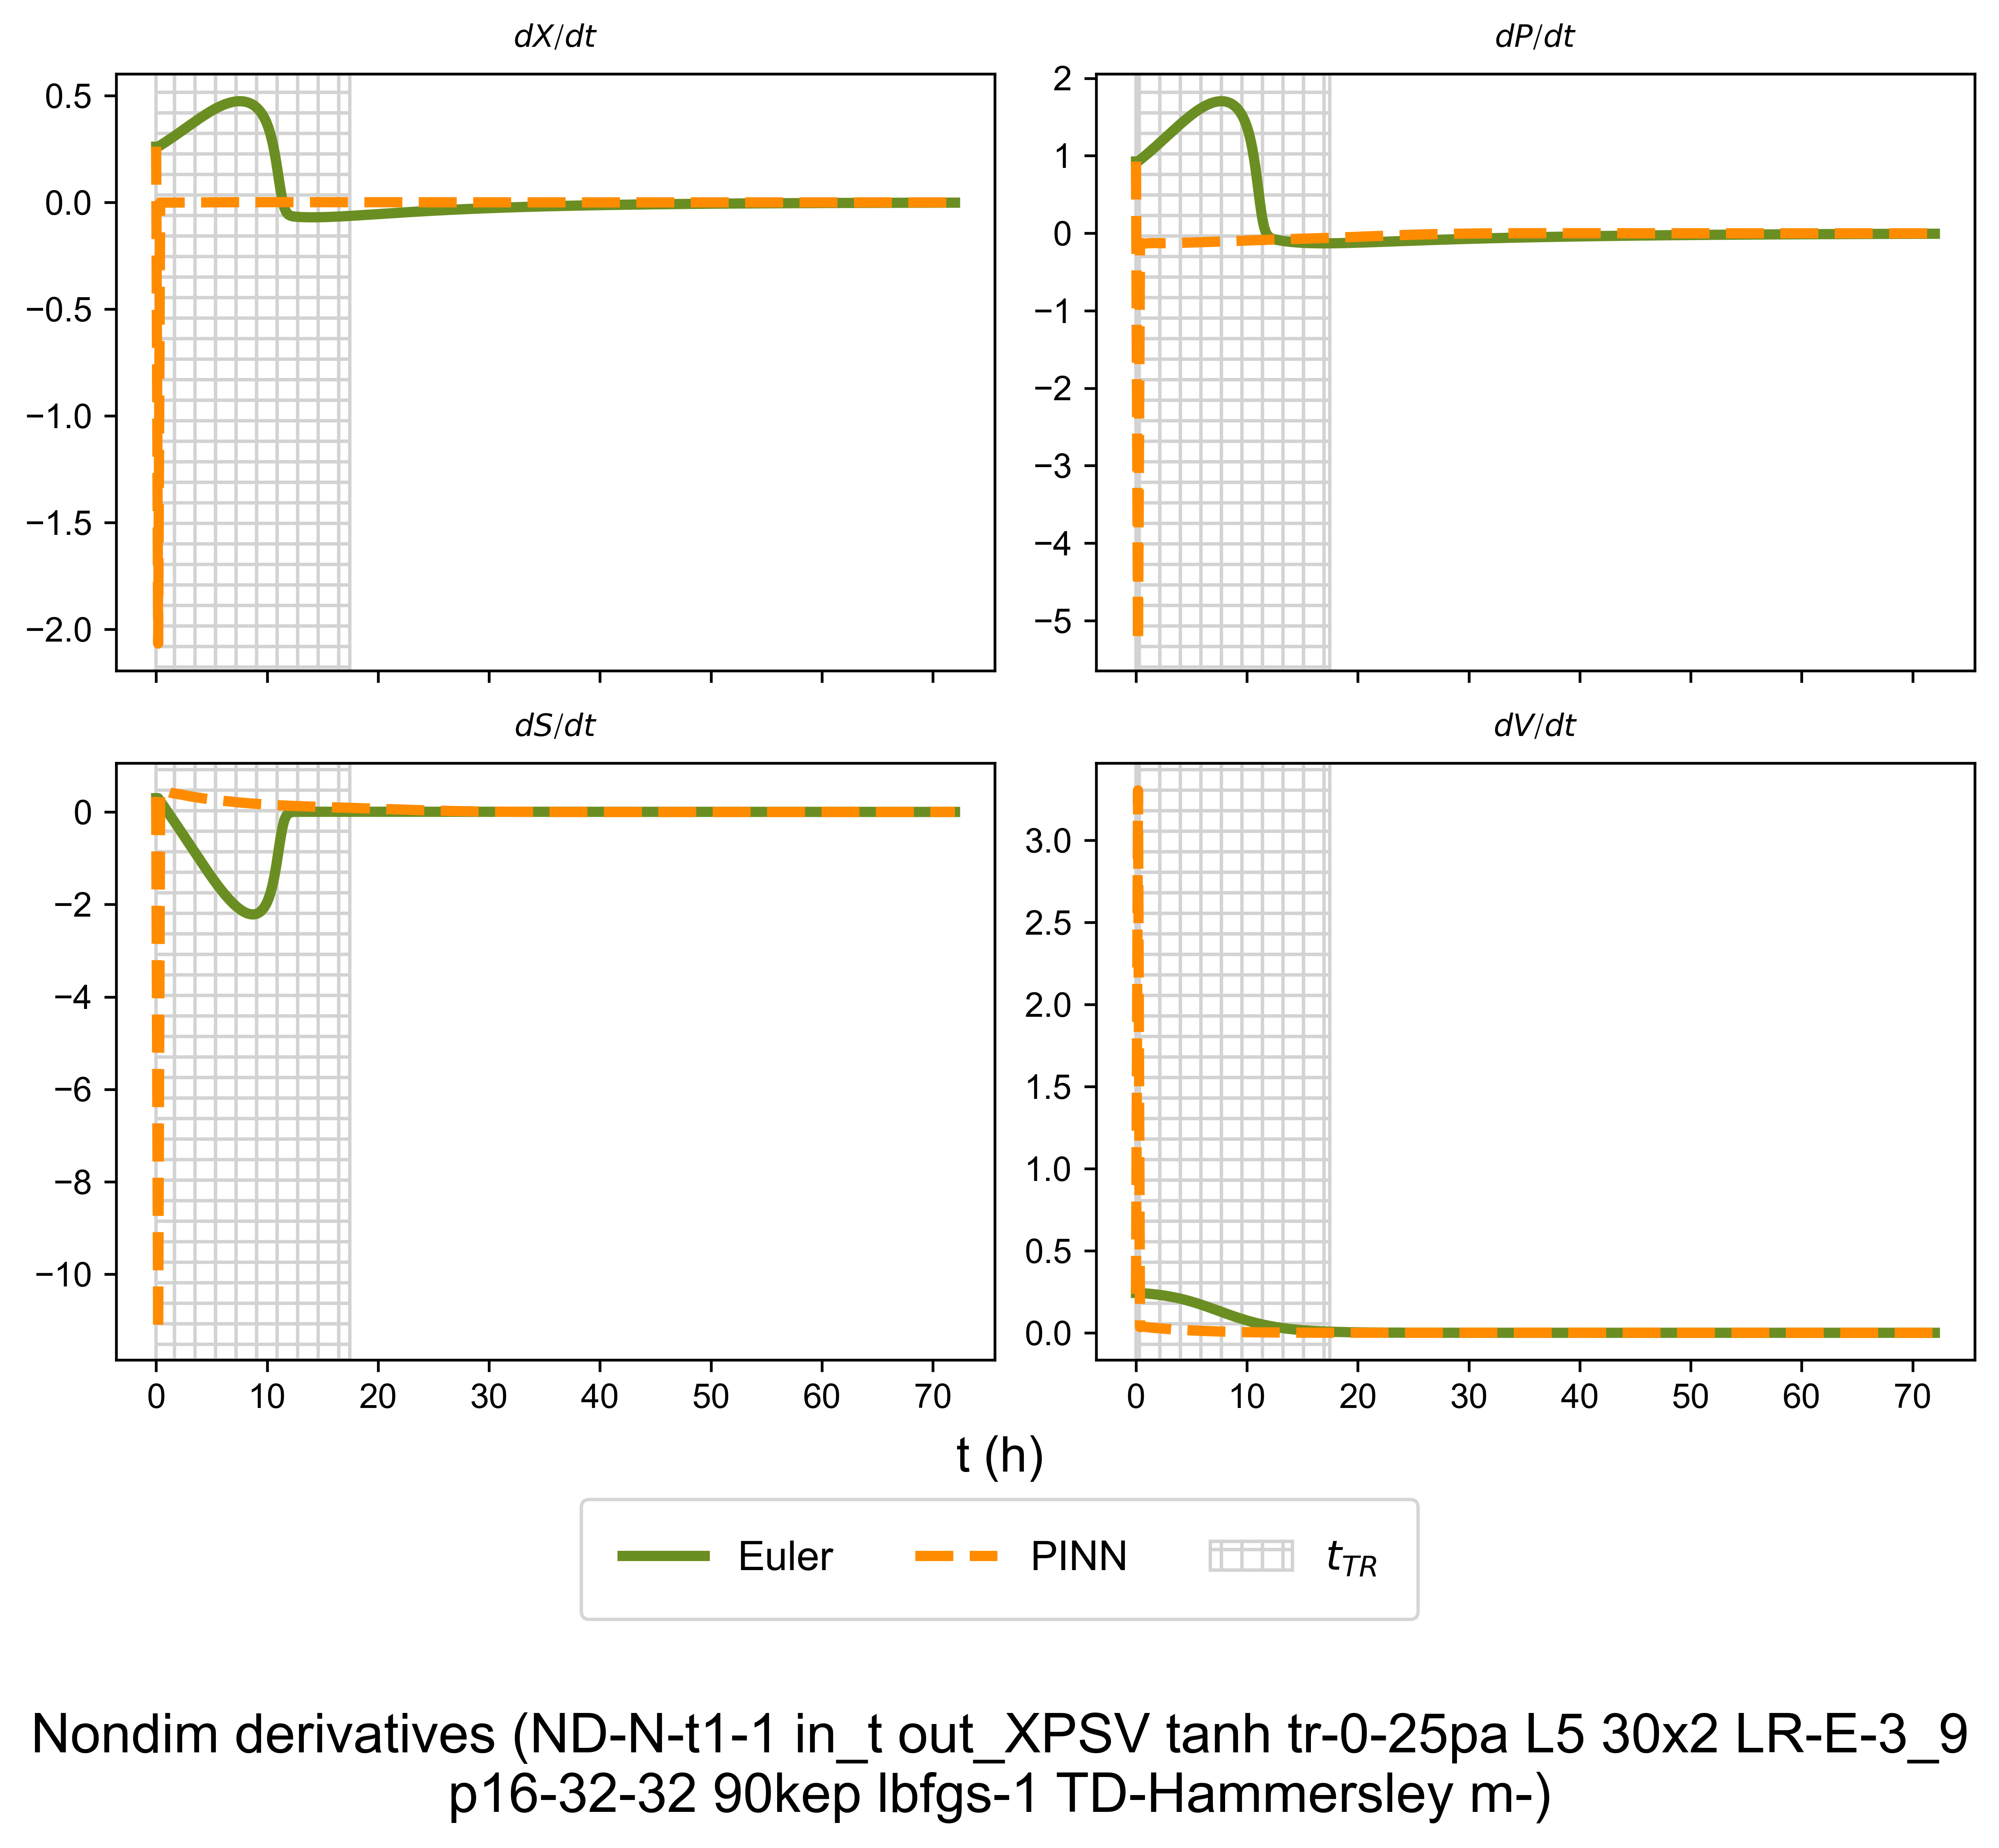 dX/dt
dP/dt
0.5
0.0
−0.5
−1.0
−1.5
−2.0
2
1
0
−1
−2
−3
−4
−5
dS/dt
dV/dt
0
−2
−4
−6
−8
−10
0 10 20 30 40 50 60 70
3.0
2.5
2.0
1.5
1.0
0.5
0.0
0 10 20 30 40 50 60 70
t (h)
Euler PINN t_TR
Nondim derivatives (ND-N-t1-1 in_t out_XPSV tanh tr-0-25pa L5 30x2 LR-E-3_9
p16-32-32 90kep lbfgs-1 TD-Hammersley m-)